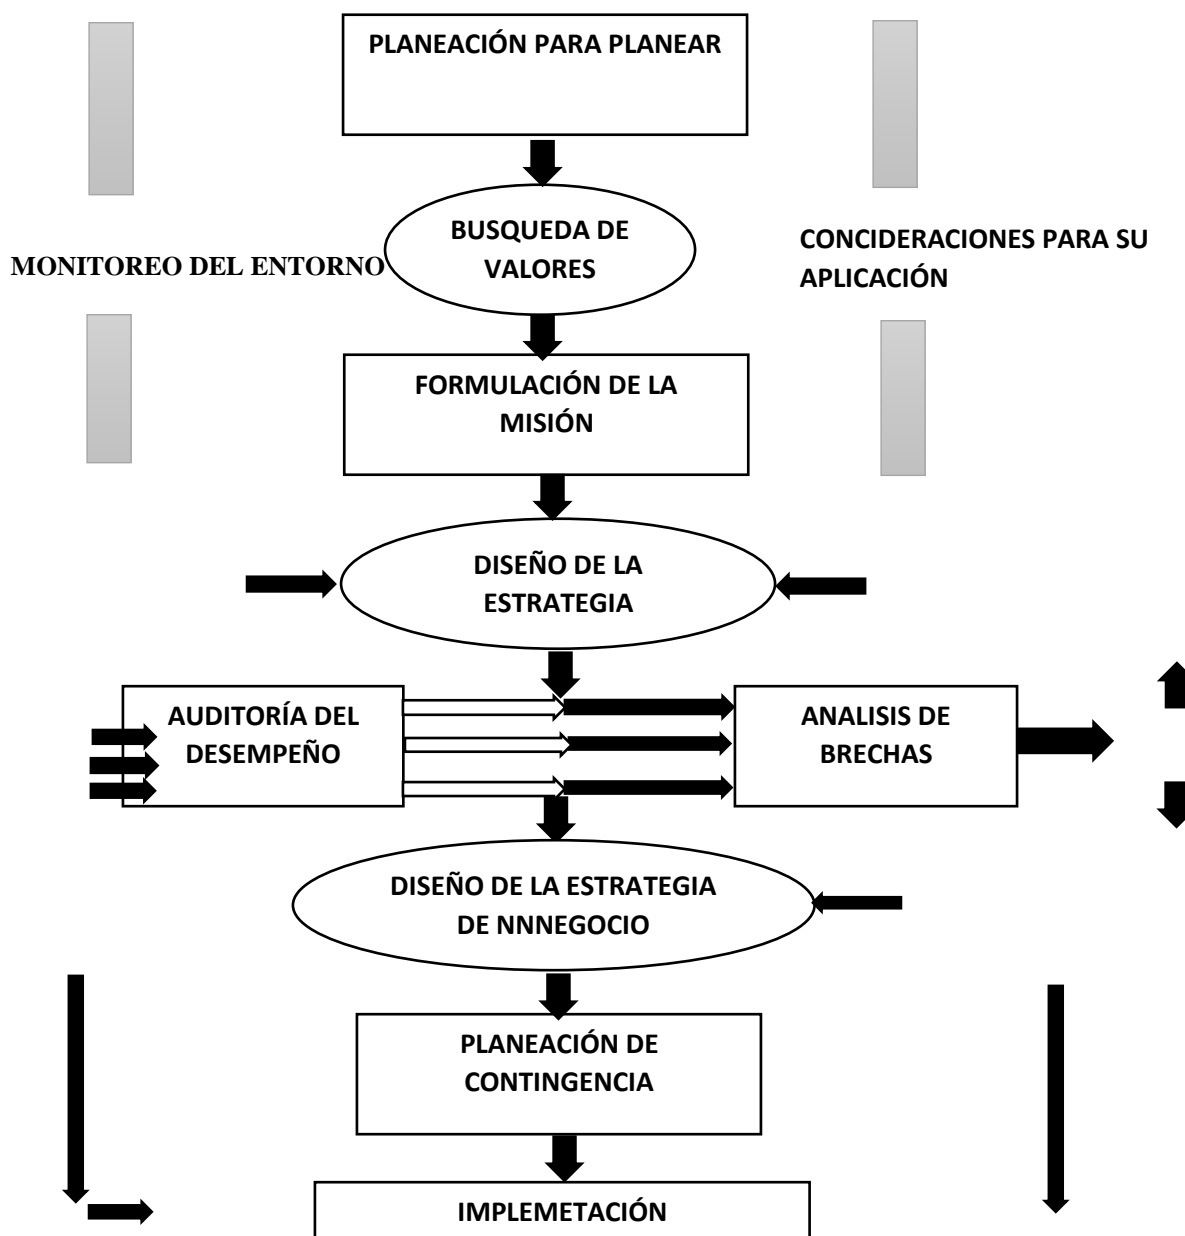 PLANEACIÓN PARA PLANEAR
BUSQUEDA DE
VALORES
MONITOREO DEL ENTORNO
CONCIDERACIONES PARA SU
APLICACIÓN
FORMULACIÓN DE LA
MISIÓN
DISEÑO DE LA
ESTRATEGIA
AUDITORÍA DEL
DESEMPEÑO
ANALISIS DE
BRECHAS
DISEÑO DE LA ESTRATEGIA
DE NNNEGOCIO
PLANEACIÓN DE
CONTINGENCIA
IMPLEMETACIÓN